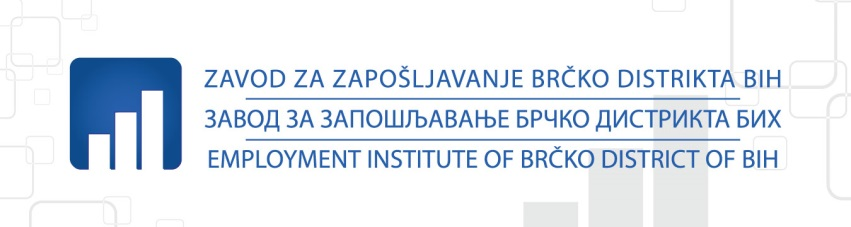 ZAVOD ZA ZAPOŠLJAVANJE BRČKO DISTRIKTA BIH
ЗАВОД ЗА ЗАПОШЉАВАЊЕ БРЧКО ДИСТРИКТА БИХ
EMPLOYMENT INSTITUTE OF BRČKO DISTRICT OF BIH